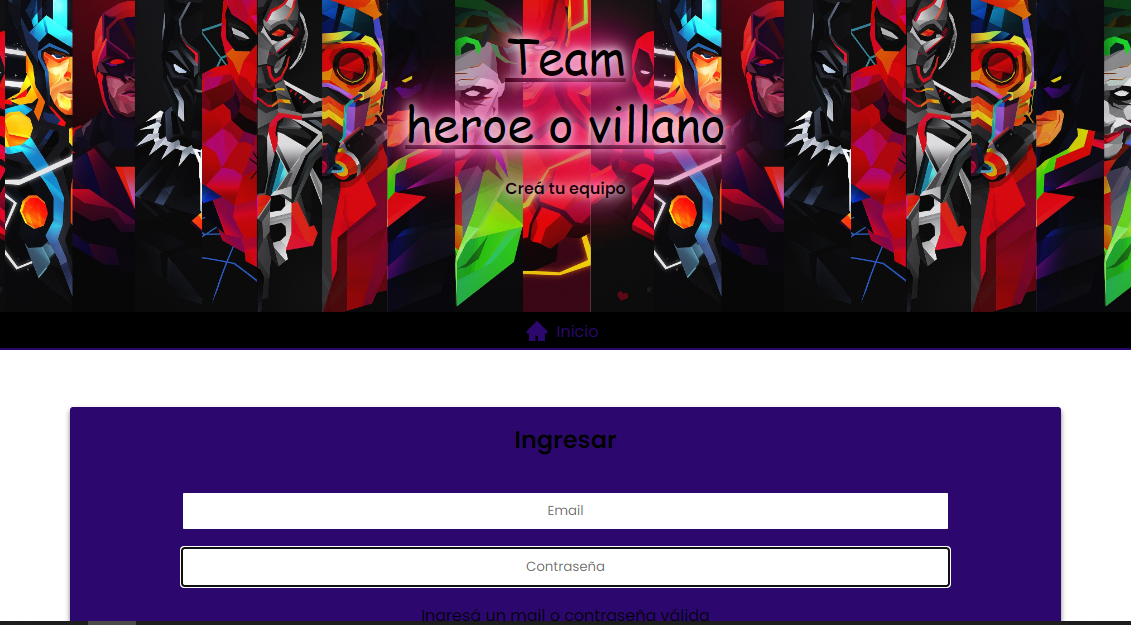 Team
heroe o villano
Creá tu equipo
Inicio
Ingresar
Email
Contraseña
Ingresá un mail o contraseña válida